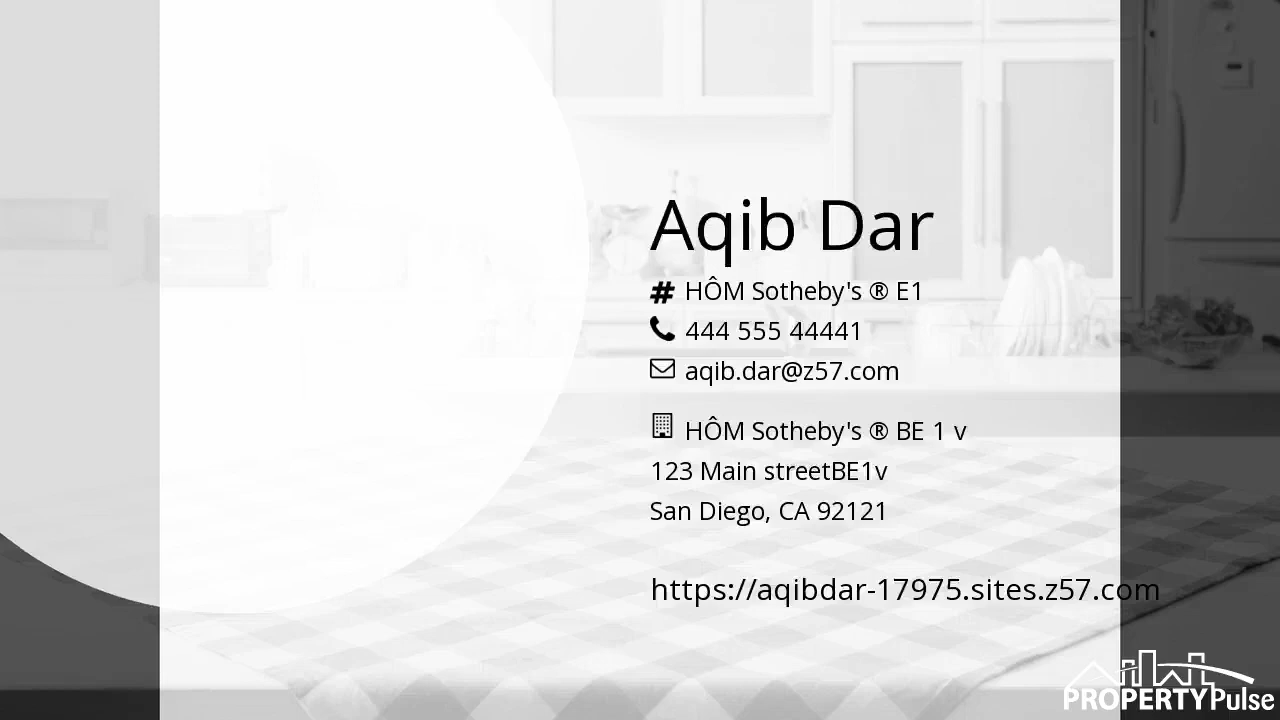 Aqib Dar
# HÔM Sotheby's ® E1
444 555 44441
aqib.dar@z57.com
HÔM Sotheby's ® BE 1 v
123 Main streetBE1v
San Diego, CA 92121
https://aqibdar-17975.sites.z57.com
PROPERTYPulse